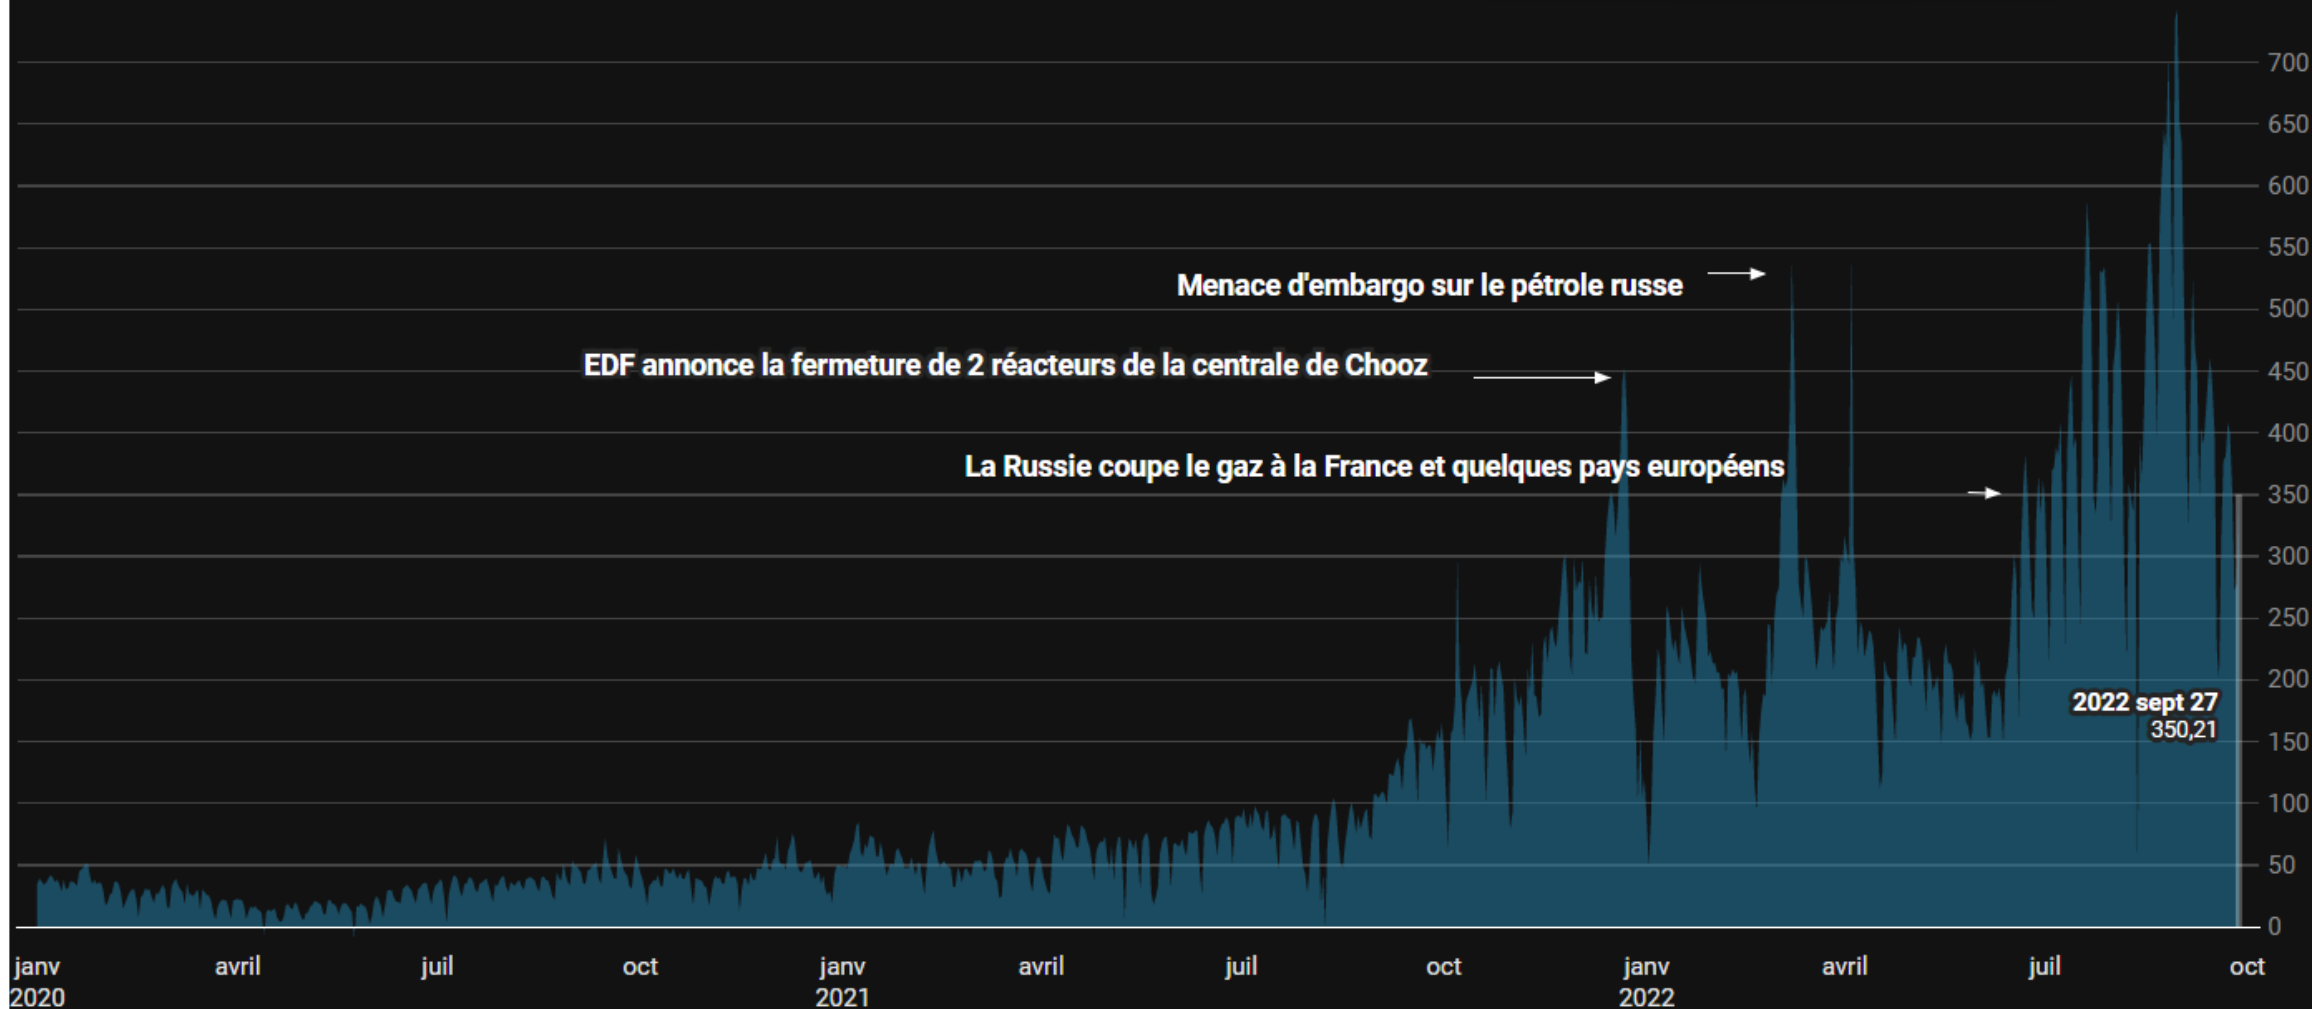 700
650
600
550
Menace d'embargo sur le pétrole russe
500
EDF annonce la fermeture de 2 réacteurs de la centrale de Chooz
450
400
La Russie coupe le gaz à la France et quelques pays européens
350
300
250
200
2022 sept 27
350,21
150
100
50
0
janv avril juil oct janv avril juil oct janv avril juil oct
2020 2021 2022